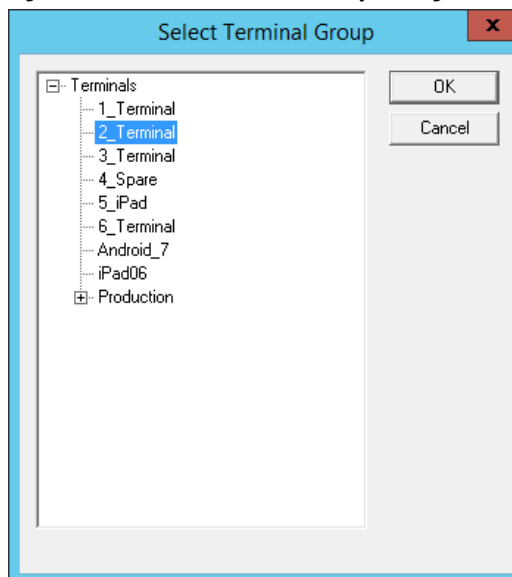 Select Terminal Group
x
Terminals
OK
1_Terminal
2_Terminal
Cancel
3_Terminal
4_Spare
5_iPad
6_Terminal
Android_7
iPad06
Production